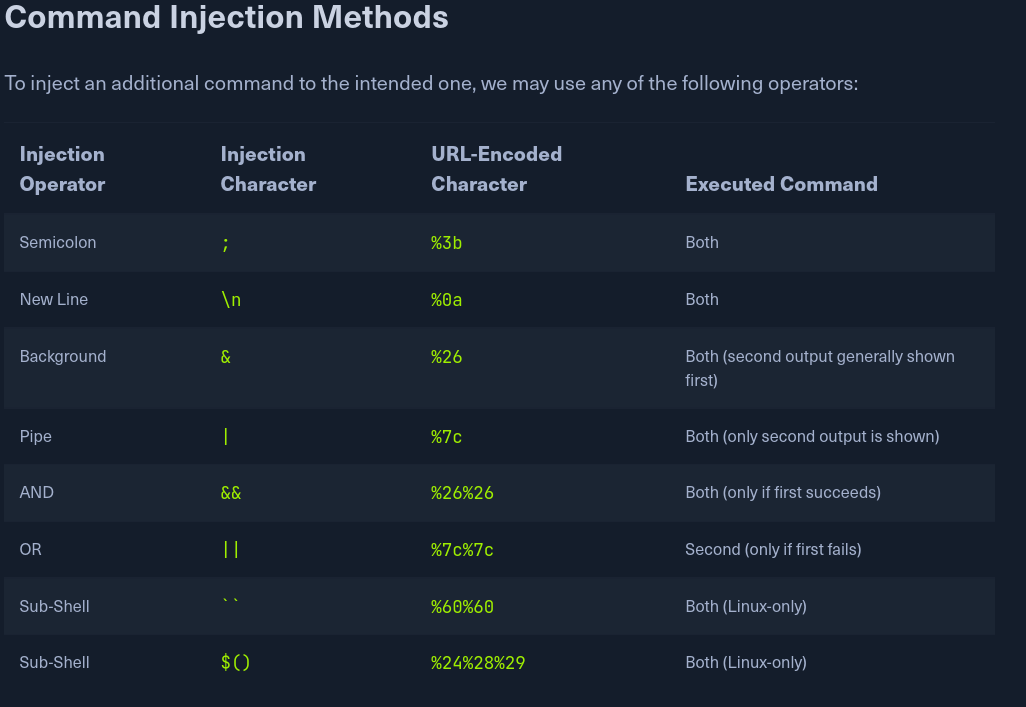 Command Injection Methods
To inject an additional command to the intended one, we may use any of the following operators:
Injection Operator | Injection Character | URL-Encoded Character | Executed Command
Semicolon ; %3b Both
New Line \n %0a Both
Background & %26 Both (second output generally shown first)
Pipe | %7c Both (only second output is shown)
AND && %26%26 Both (only if first succeeds)
OR || %7c%7c Second (only if first fails)
Sub-Shell `` %60%60 Both (Linux-only)
Sub-Shell $() %24%28%29 Both (Linux-only)